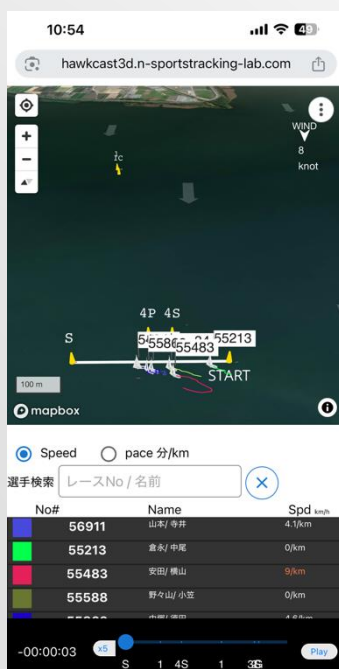 10:54
49
hawkcast3d.n-sportstracking-lab.com
WIND
8
knot
4P 4S
S
55483
55213
START
100 m
mapbox
Speed
pace 分/km
選手検索
レースNo / 名前
No#
Name
Spd km/h
56911
山本/ 寺井
4.1/km
55213
倉永/ 中尾
0/km
55483
安田/ 横山
9/km
55588
野々山/ 小菅
0/km
-00:00:03
x5
Play
S 1 4S 1